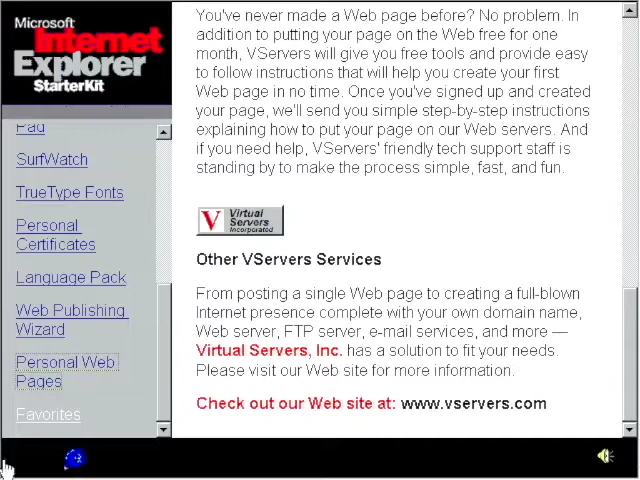 Microsoft
Internet
Explorer
StarterKit
Pad
SurfWatch
TrueType Fonts
Personal
Certificates
Language Pack
Web Publishing
Wizard
Personal Web
Pages
Favorites
You've never made a Web page before? No problem. In
addition to putting your page on the Web free for one
month, VServers will give you free tools and provide easy
to follow instructions that will help you create your first
Web page in no time. Once you've signed up and created
your page, we'll send you simple step-by-step instructions
explaining how to put your page on our Web servers. And
if you need help, VServers' friendly tech support staff is
standing by to make the process simple, fast, and fun.
V Virtual
Servers
Incorporated
Other VServers Services
From posting a single Web page to creating a full-blown
Internet presence complete with your own domain name,
Web server, FTP server, e-mail services, and more —
Virtual Servers, Inc. has a solution to fit your needs.
Please visit our Web site for more information.
Check out our Web site at: www.vservers.com